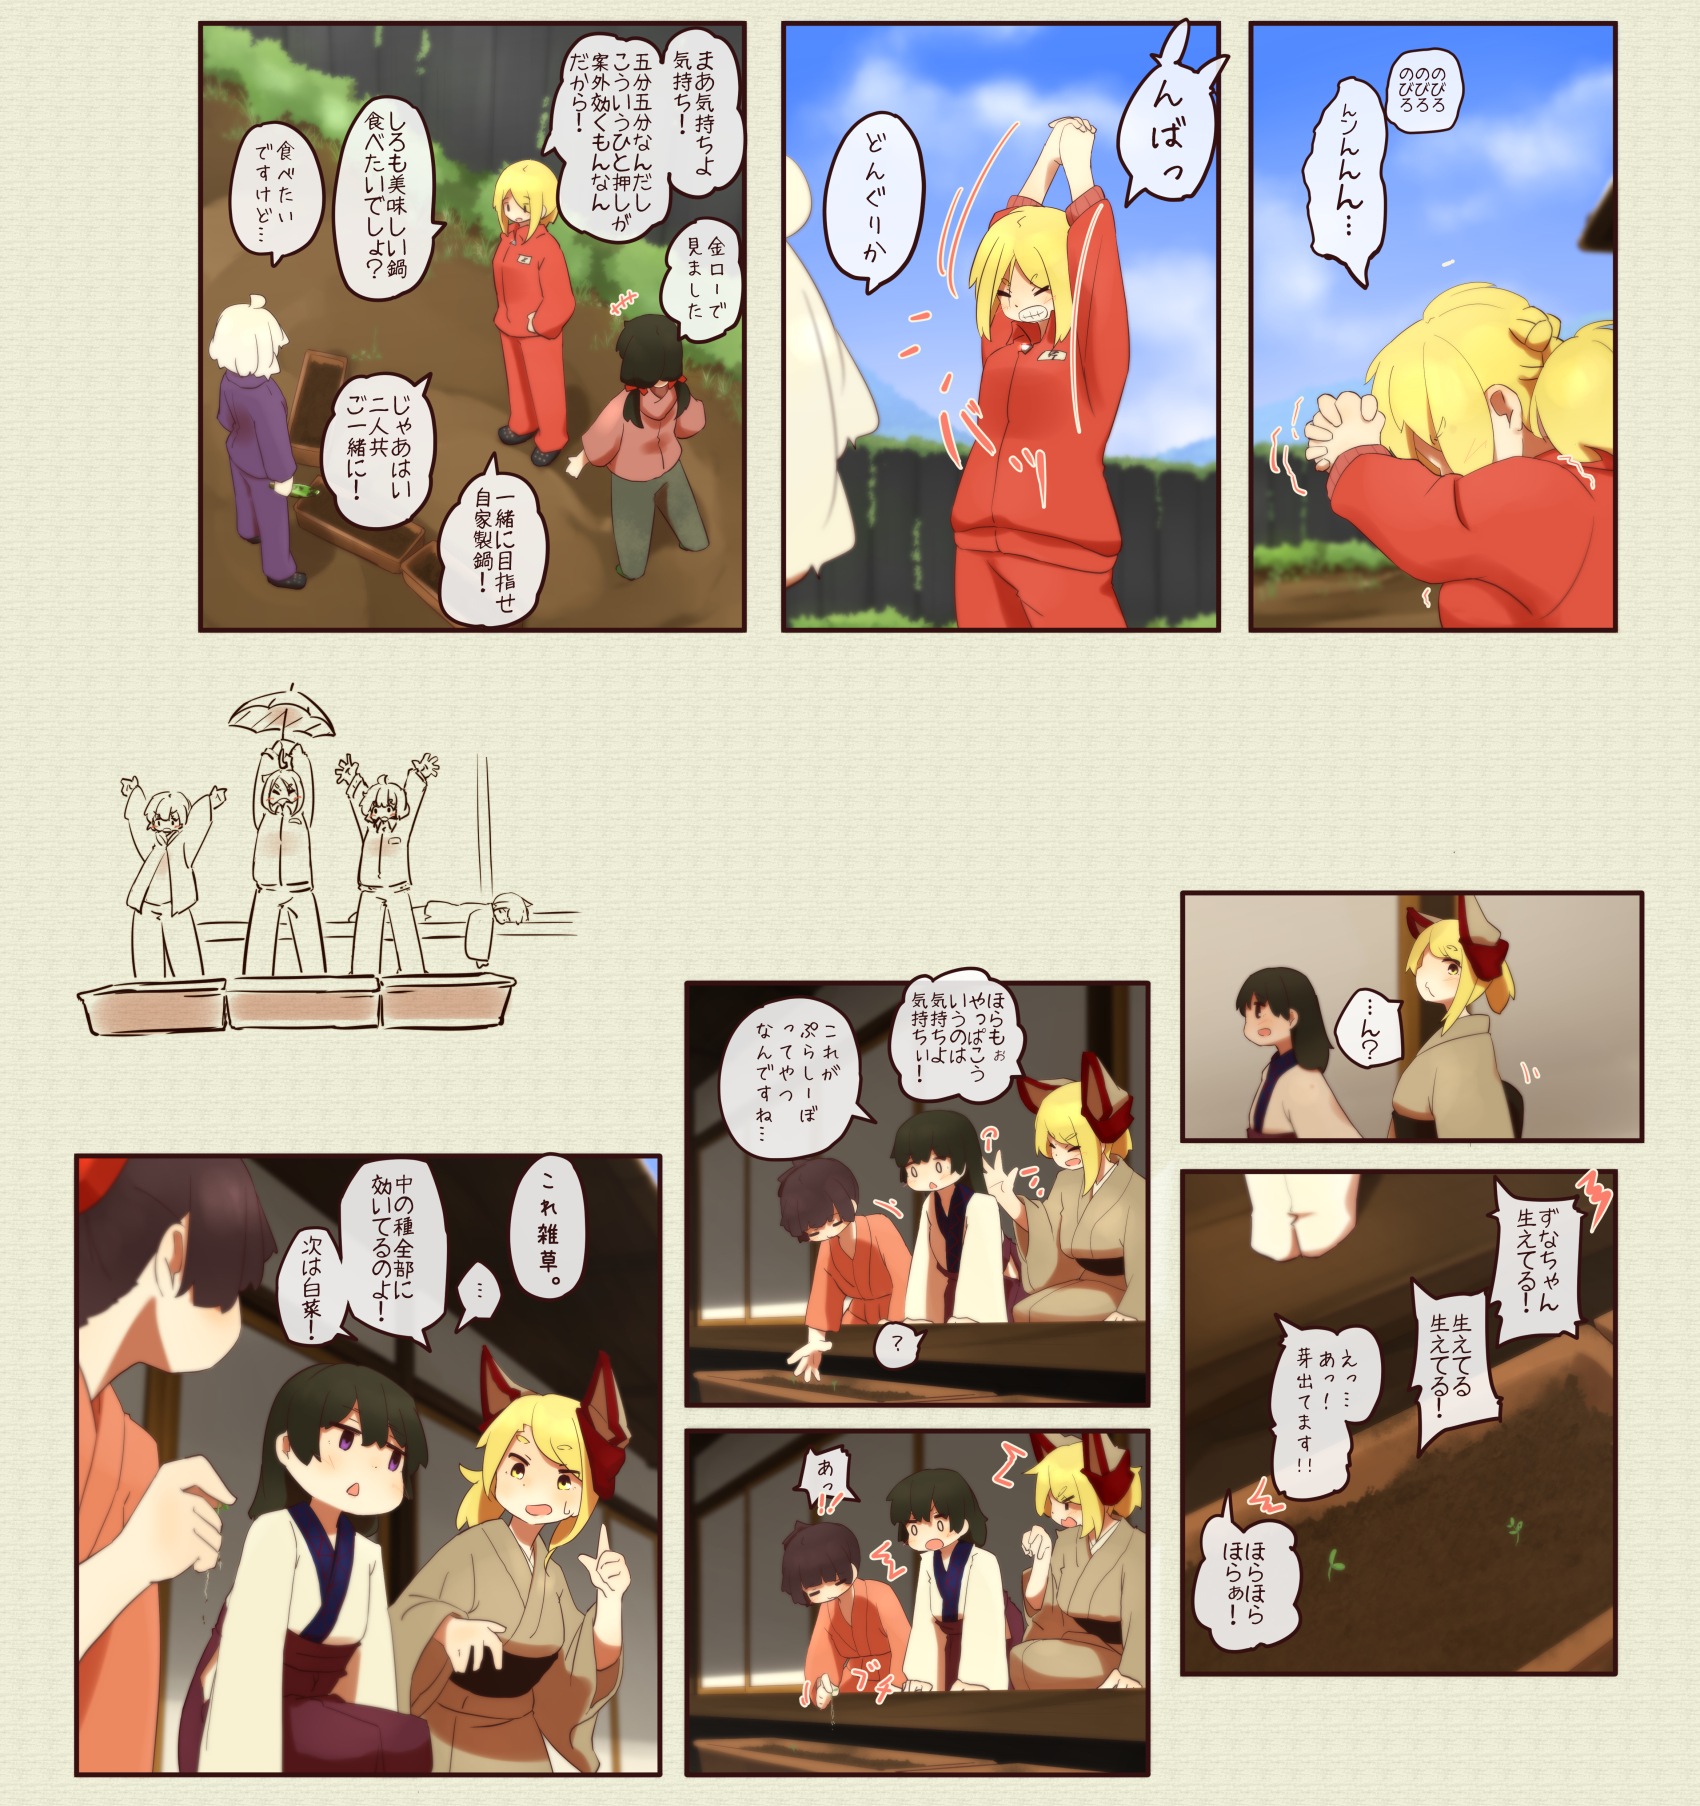 のびろ
のびろ
のびろ
んンんんん…
んばっ
どんぐりか
まあ気持ちよ
気持ち！
五分五分なんだし
こういうひと押しが
案外効くもんなん
だから！
金ローで
見ました
しろも美味しい鍋
食べたいでしょ？
食べたい
ですけど…
じゃあはい
二人共
ご一緒に！
一緒に目指せ
自家製鍋！
…ん？
ずなちゃん
生えてる！
生えてる
生えてる！
えっ…
あっ！
芽出てます!!
ほらほら
ほらぁ！
ほらもぉ
やっぱこう
いうのは
気持ちよ
気持ちぃ！
これが
ぷらしーぼ
ってやつ
なんですね…
？
あっ
!!
ブチ
これ雑草。
…
中の種全部に
効いてるのよ！
次は白菜！